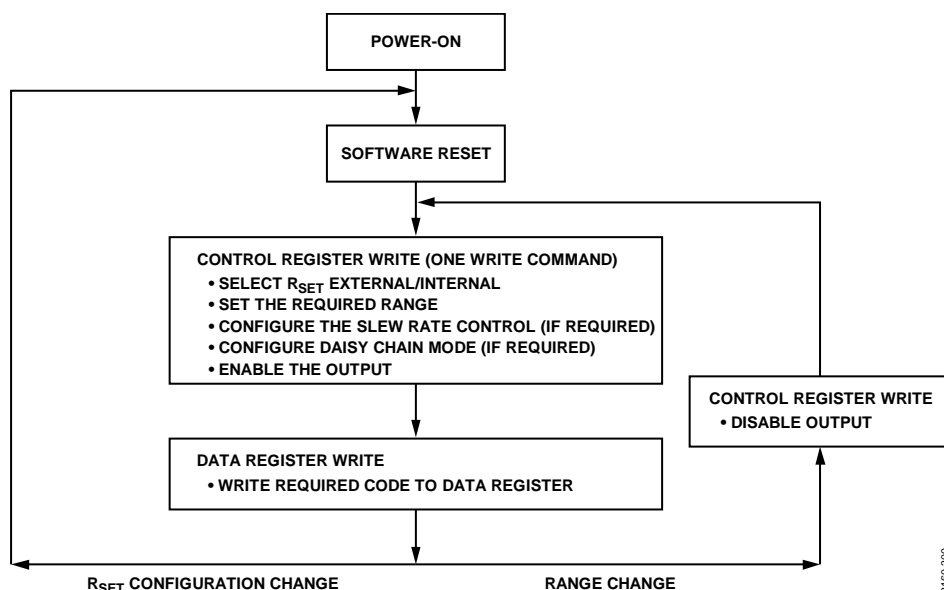 POWER-ON
SOFTWARE RESET
CONTROL REGISTER WRITE (ONE WRITE COMMAND)
• SELECT RSET EXTERNAL/INTERNAL
• SET THE REQUIRED RANGE
• CONFIGURE THE SLEW RATE CONTROL (IF REQUIRED)
• CONFIGURE DAISY CHAIN MODE (IF REQUIRED)
• ENABLE THE OUTPUT
CONTROL REGISTER WRITE
• DISABLE OUTPUT
DATA REGISTER WRITE
• WRITE REQUIRED CODE TO DATA REGISTER
RSET CONFIGURATION CHANGE
RANGE CHANGE